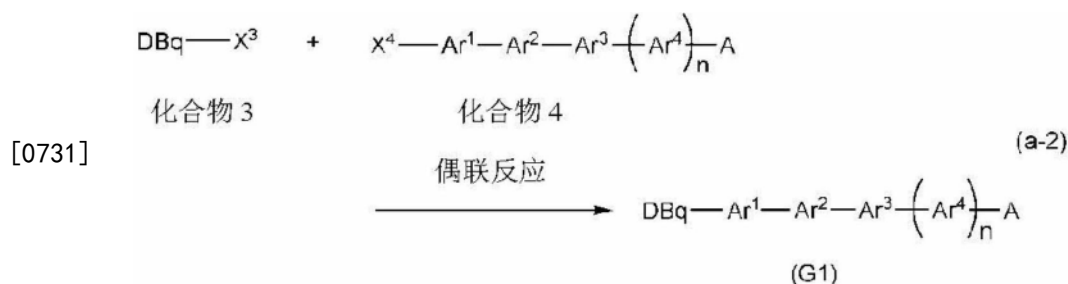 DBq—X³ + X⁴—Ar¹—Ar²—Ar³—(Ar⁴)n—A
化合物 3 化合物 4
[0731] (a-2)
偶联反应
DBq—Ar¹—Ar²—Ar³—(Ar⁴)n—A
(G1)